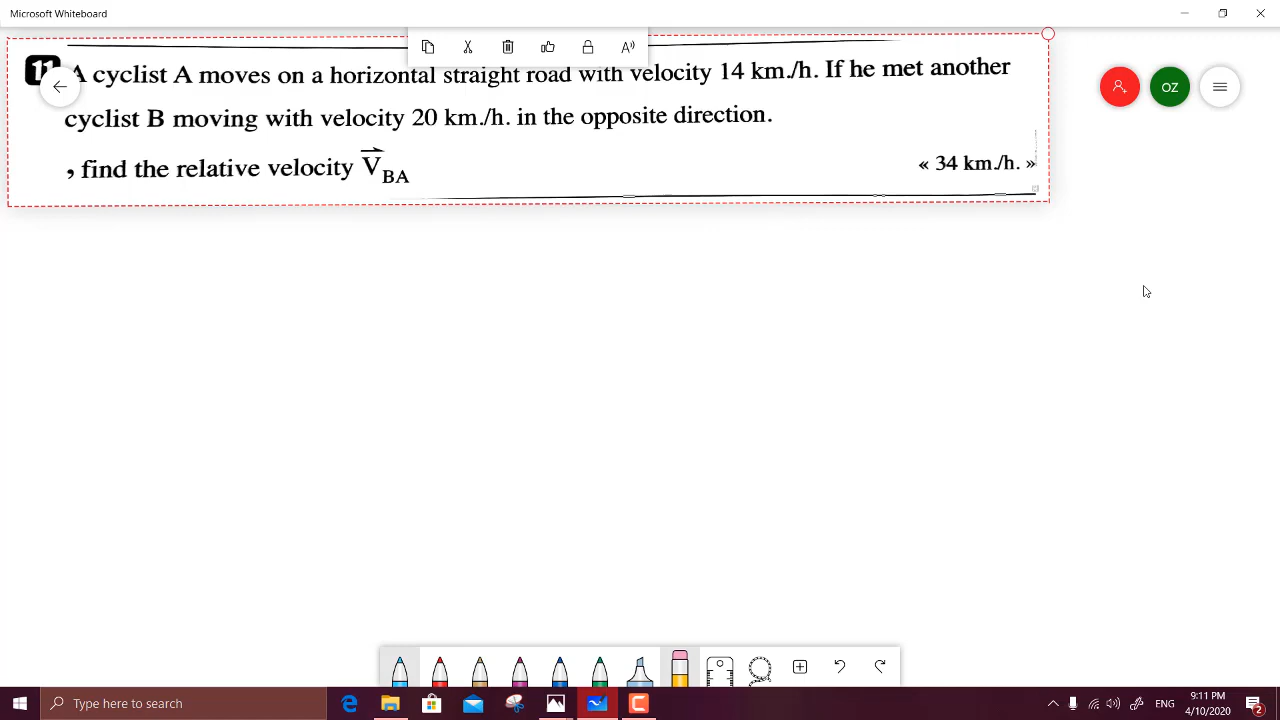 Microsoft Whiteboard
11 A cyclist A moves on a horizontal straight road with velocity 14 km./h. If he met another
cyclist B moving with velocity 20 km./h. in the opposite direction.
, find the relative velocity V⃗BA « 34 km./h. »
OZ
Type here to search
ENG
9:11 PM
4/10/2020
2